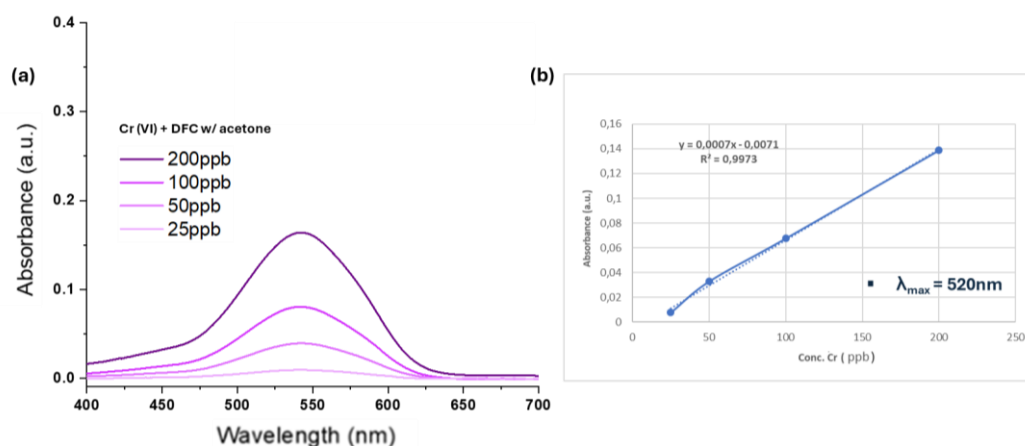 (a)
0.4
0.3
0.2
0.1
0.0
Absorbance (a.u.)
Cr (VI) + DFC w/ acetone
200ppb
100ppb
50ppb
25ppb
400 450 500 550 600 650 700
Wavelength (nm)
(b)
0,16
0,14
0,12
0,1
0,08
0,06
0,04
0,02
0
Absorbance (a.u.)
y = 0,0007x - 0,0071
R² = 0,9973
▪ λmax = 520nm
0 50 100 150 200 250
Conc. Cr ( ppb)